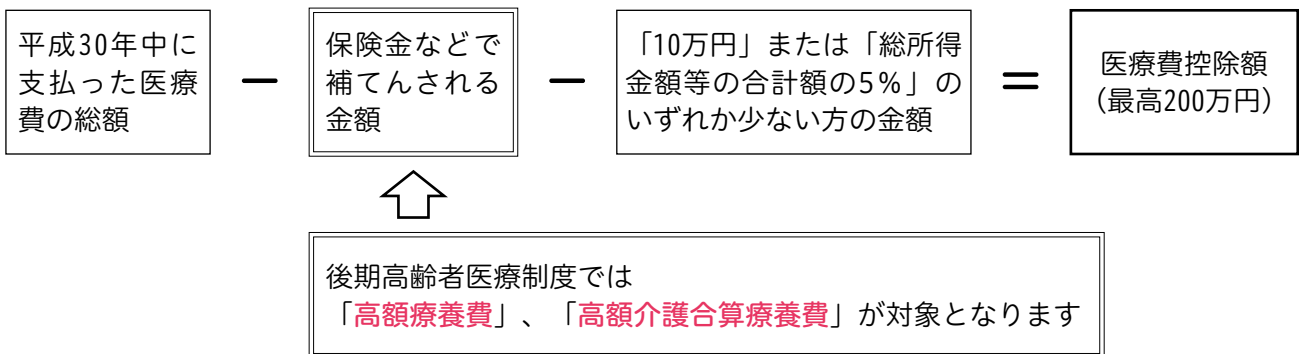 平成30年中に
支払った医療
費の総額
－
保険金などで
補てんされる
金額
－
「10万円」または「総所得
金額等の合計額の5％」の
いずれか少ない方の金額
＝
医療費控除額
(最高200万円)
後期高齢者医療制度では
「高額療養費」、「高額介護合算療養費」が対象となります